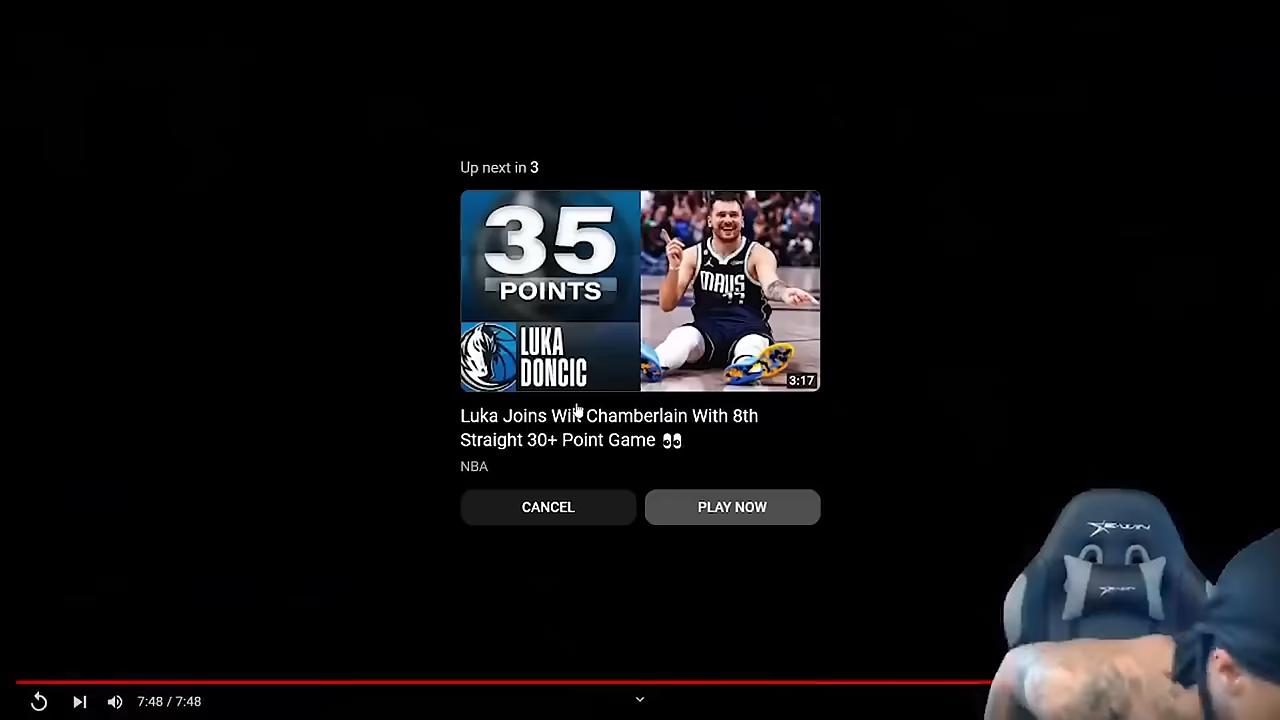 Up next in 3
35
POINTS
LUKA
DONCIC
MAVS
3:17
Luka Joins Wilt Chamberlain With 8th
Straight 30+ Point Game 👀
NBA
CANCEL
PLAY NOW
7:48 / 7:48